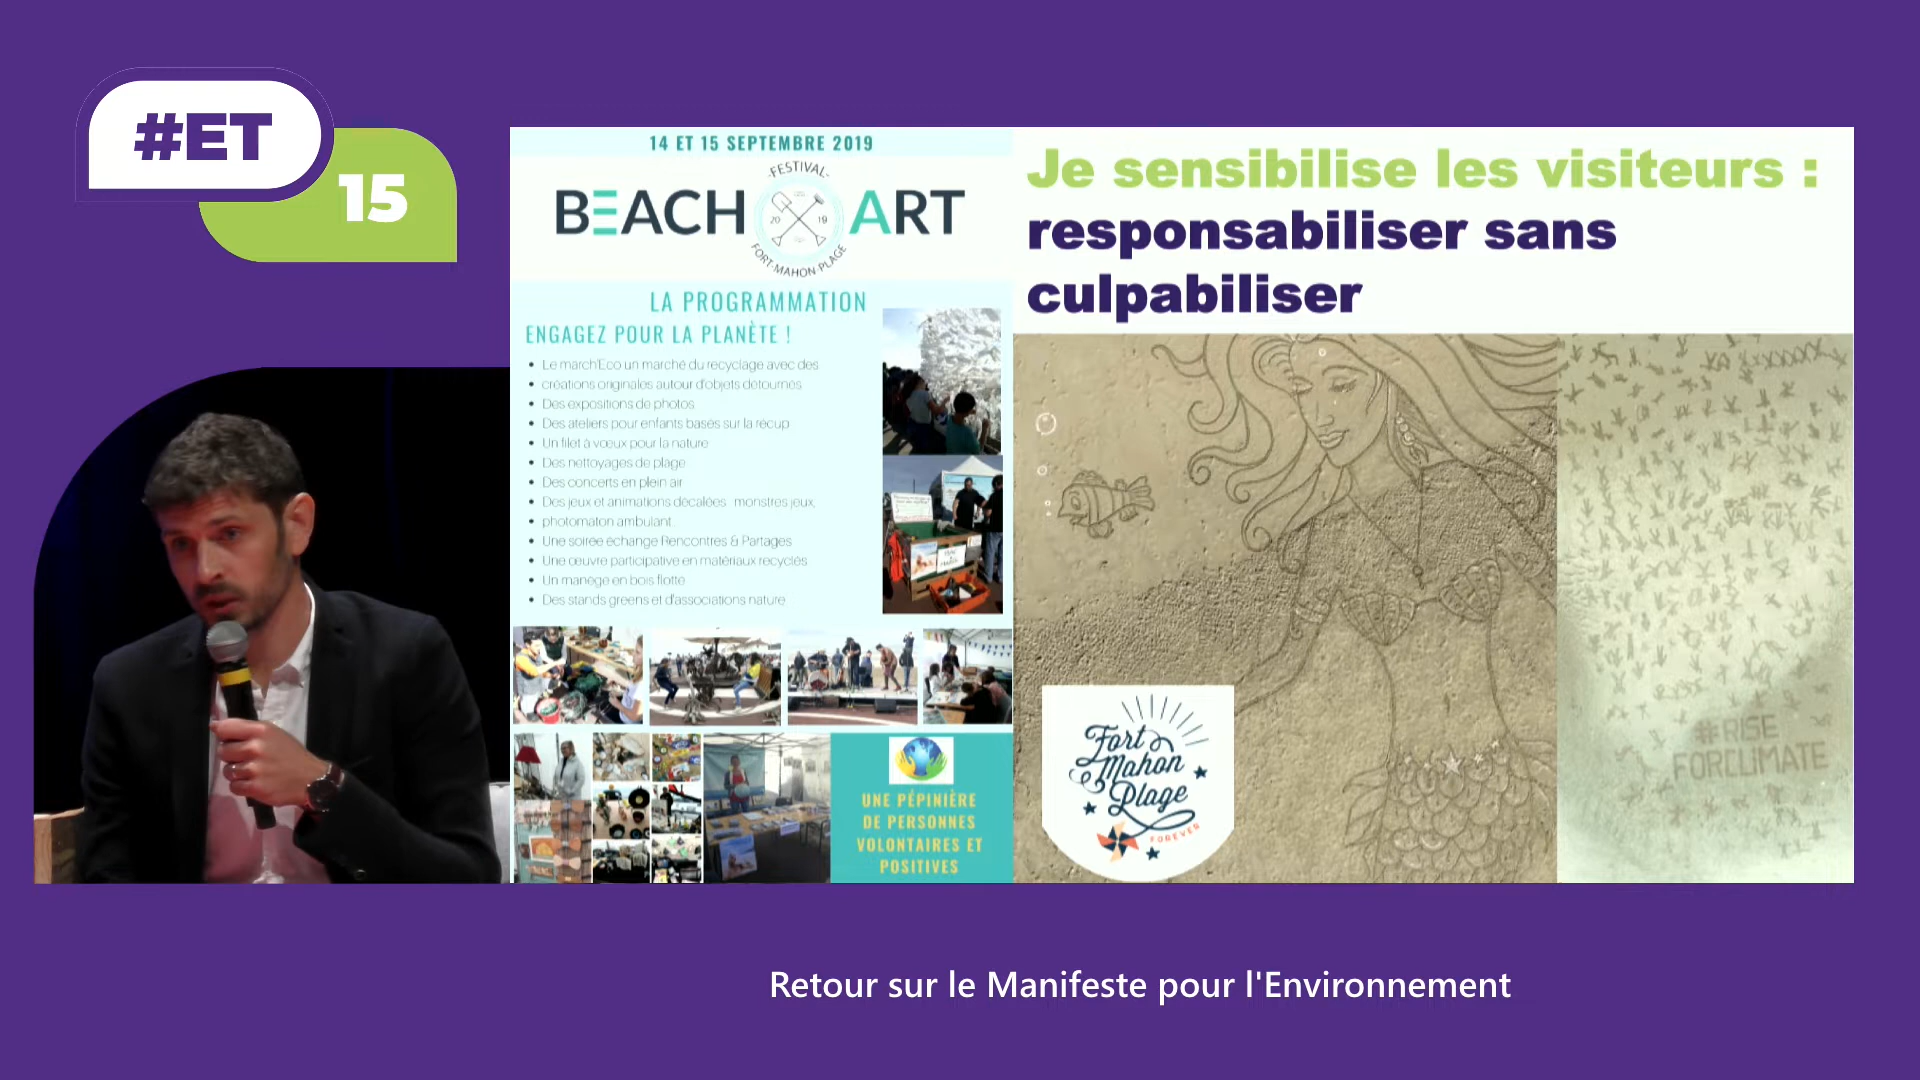 #ET
15
14 ET 15 SEPTEMBRE 2019
-FESTIVAL-
BEACH ART
20 19
FORT-MAHON PLAGE
LA PROGRAMMATION
ENGAGEZ POUR LA PLANÈTE !
• Le march'Eco un marché du recyclage avec des
• créations originales autour d'objets détournés
• Des expositions de photos
• Des ateliers pour enfants basés sur la récup
• Un filet à vœux pour la nature
• Des nettoyages de plage
• Des concerts en plein air
• Des jeux et animations décalées : monstres jeux,
• photomaton ambulant...
• Une soirée échange Rencontres & Partages
• Une œuvre participative en matériaux recyclés
• Un manège en bois flotté
• Des stands greens et d'associations nature
UNE PÉPINIÈRE
DE PERSONNES
VOLONTAIRES ET
POSITIVES
Je sensibilise les visiteurs :
responsabiliser sans
culpabiliser
Fort
Mahon
Plage
FOREVER
#RISE
FORCLIMATE
Retour sur le Manifeste pour l'Environnement